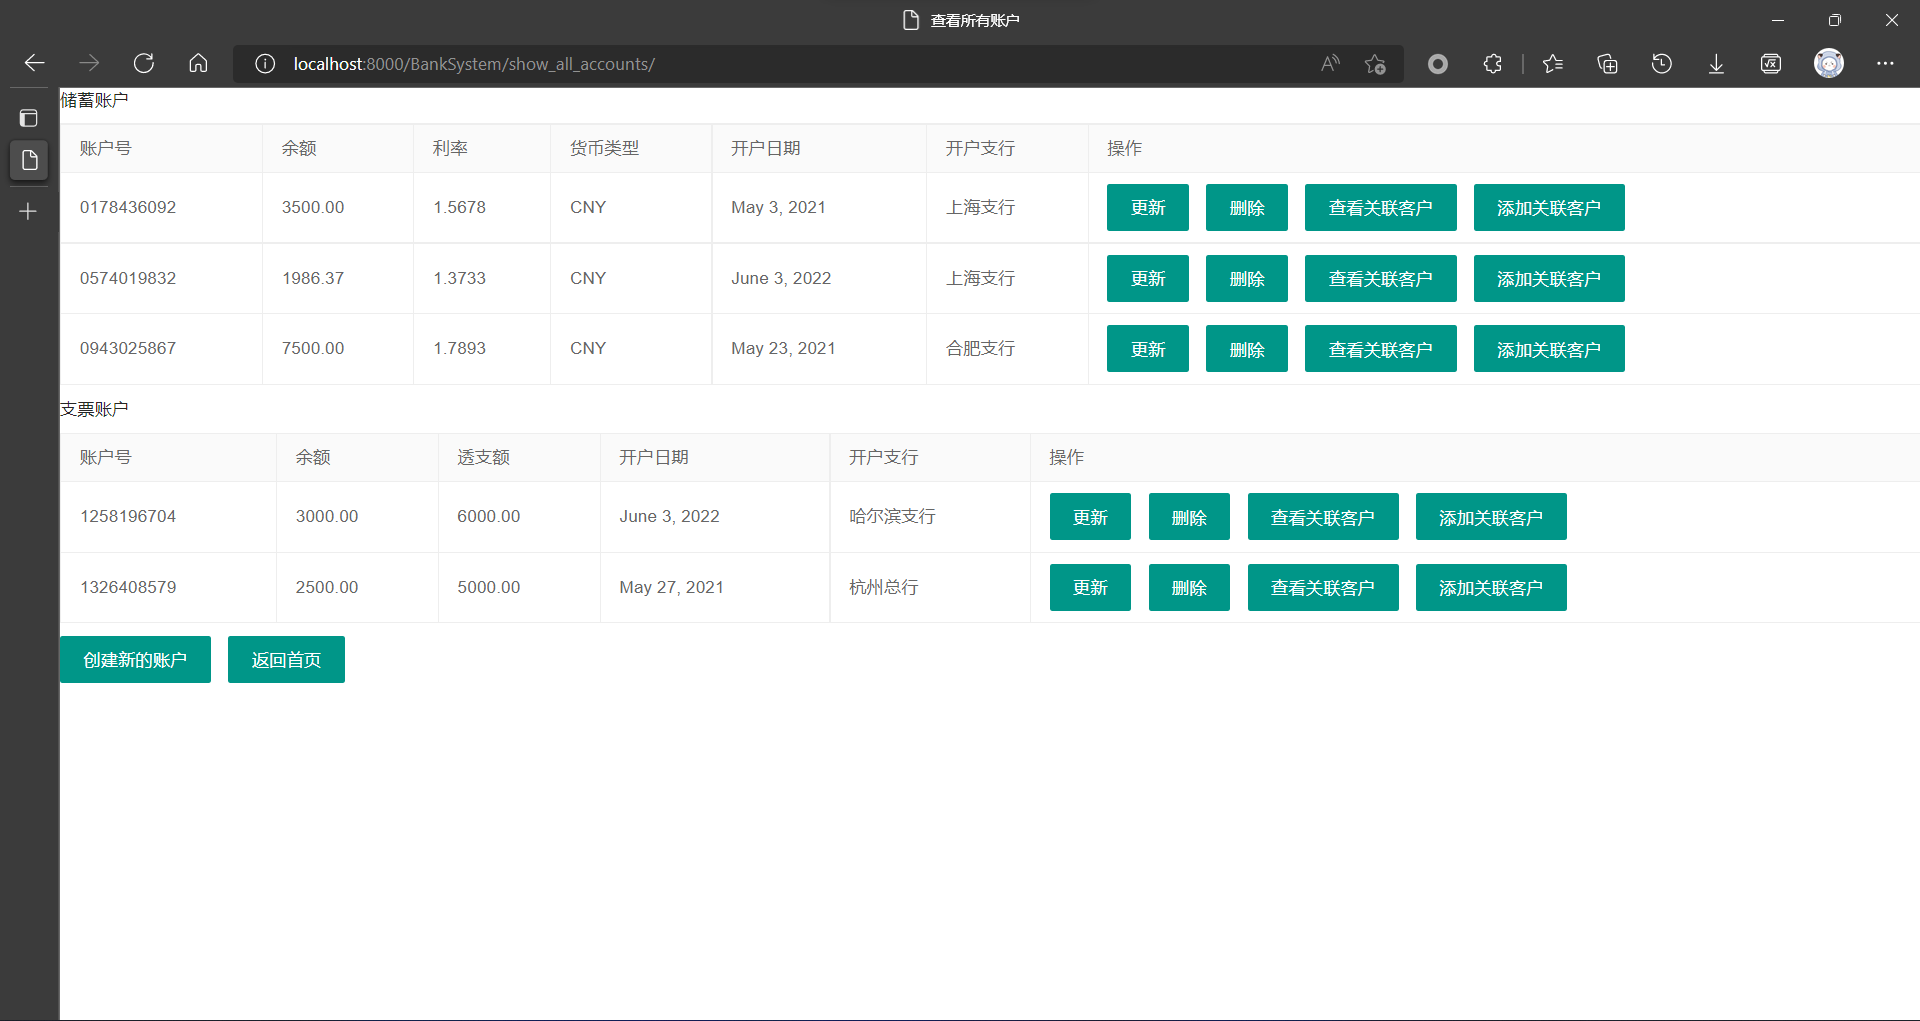 查看所有账户
localhost:8000/BankSystem/show_all_accounts/
储蓄账户
账户号 余额 利率 货币类型 开户日期 开户支行 操作
0178436092 3500.00 1.5678 CNY May 3, 2021 上海支行 更新 删除 查看关联客户 添加关联客户
0574019832 1986.37 1.3733 CNY June 3, 2022 上海支行 更新 删除 查看关联客户 添加关联客户
0943025867 7500.00 1.7893 CNY May 23, 2021 合肥支行 更新 删除 查看关联客户 添加关联客户
支票账户
账户号 余额 透支额 开户日期 开户支行 操作
1258196704 3000.00 6000.00 June 3, 2022 哈尔滨支行 更新 删除 查看关联客户 添加关联客户
1326408579 2500.00 5000.00 May 27, 2021 杭州总行 更新 删除 查看关联客户 添加关联客户
创建新的账户 返回首页